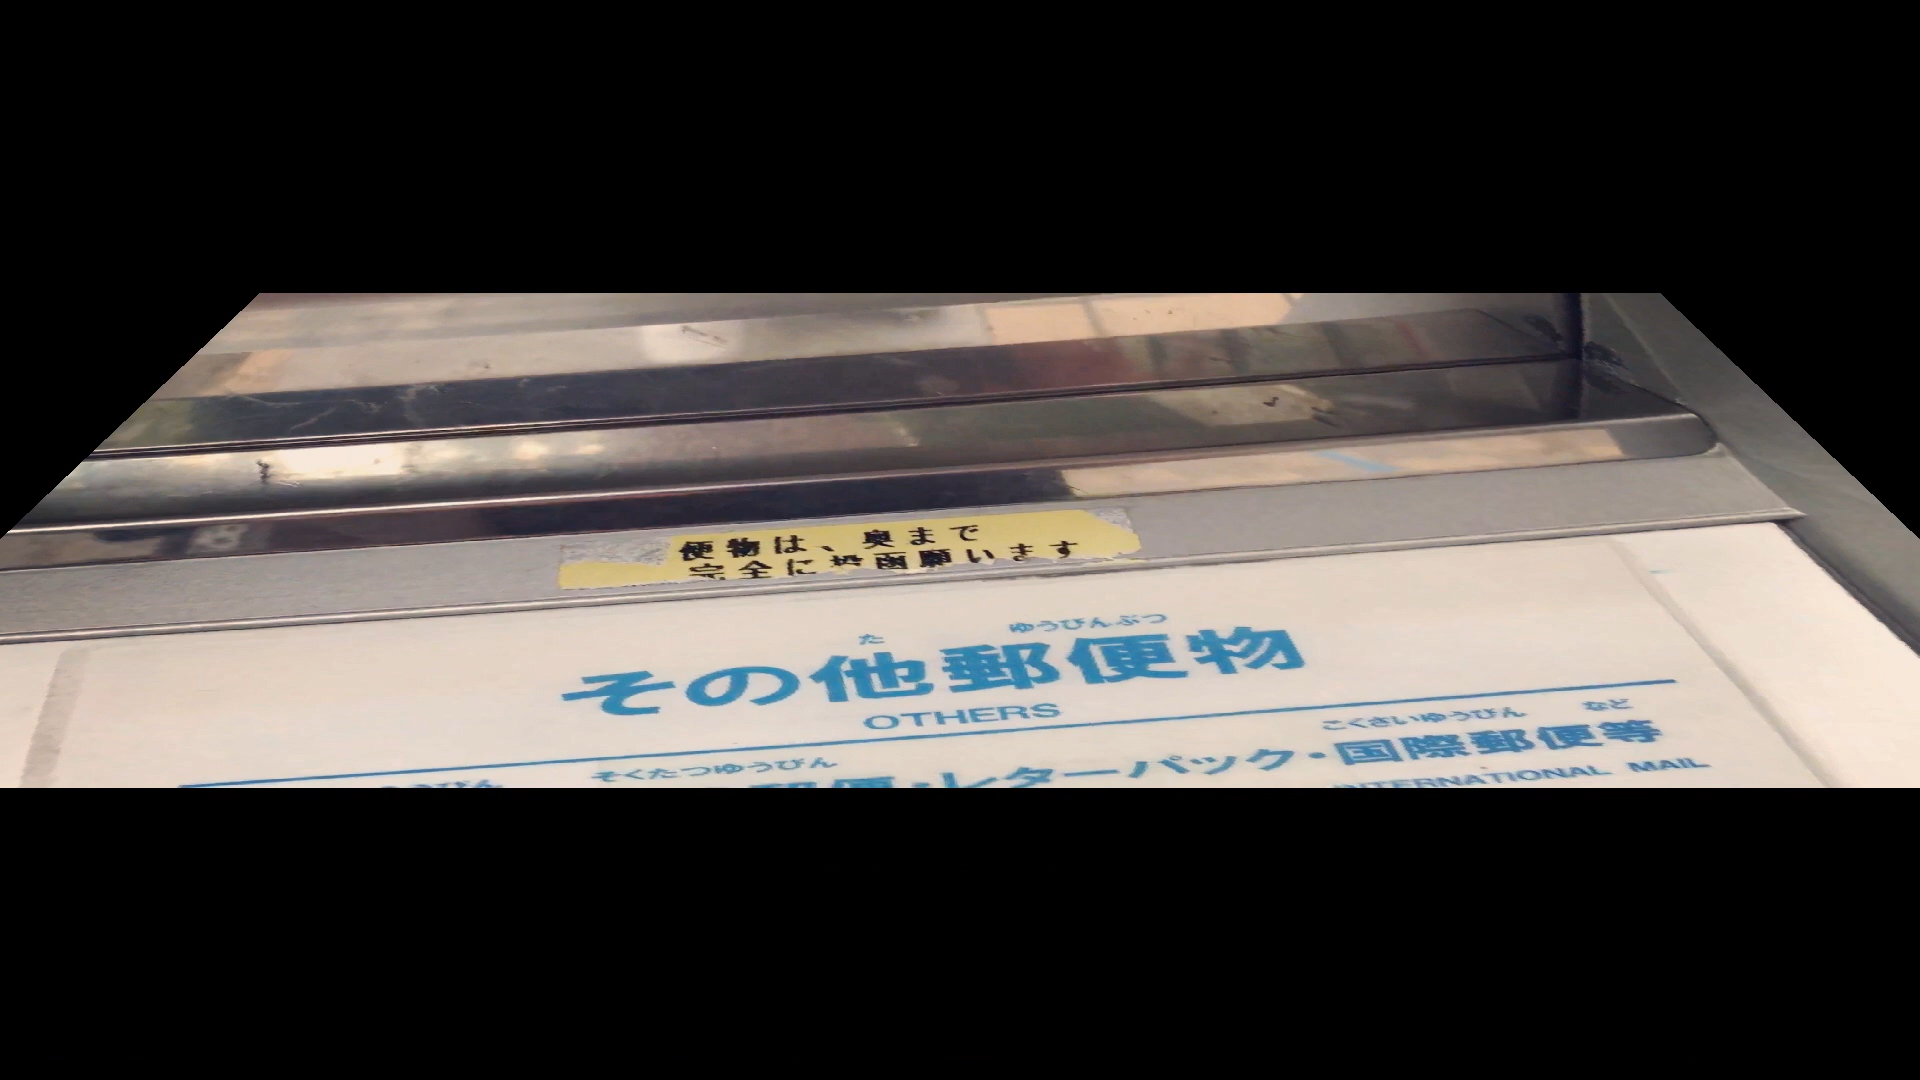 便物は、奥まで
完全に投函願います
た ゆうびんぶつ
その他郵便物
OTHERS
そくたつゆうびん こくさいゆうびん など
郵便・レターパック・国際郵便等
INTERNATIONAL MAIL